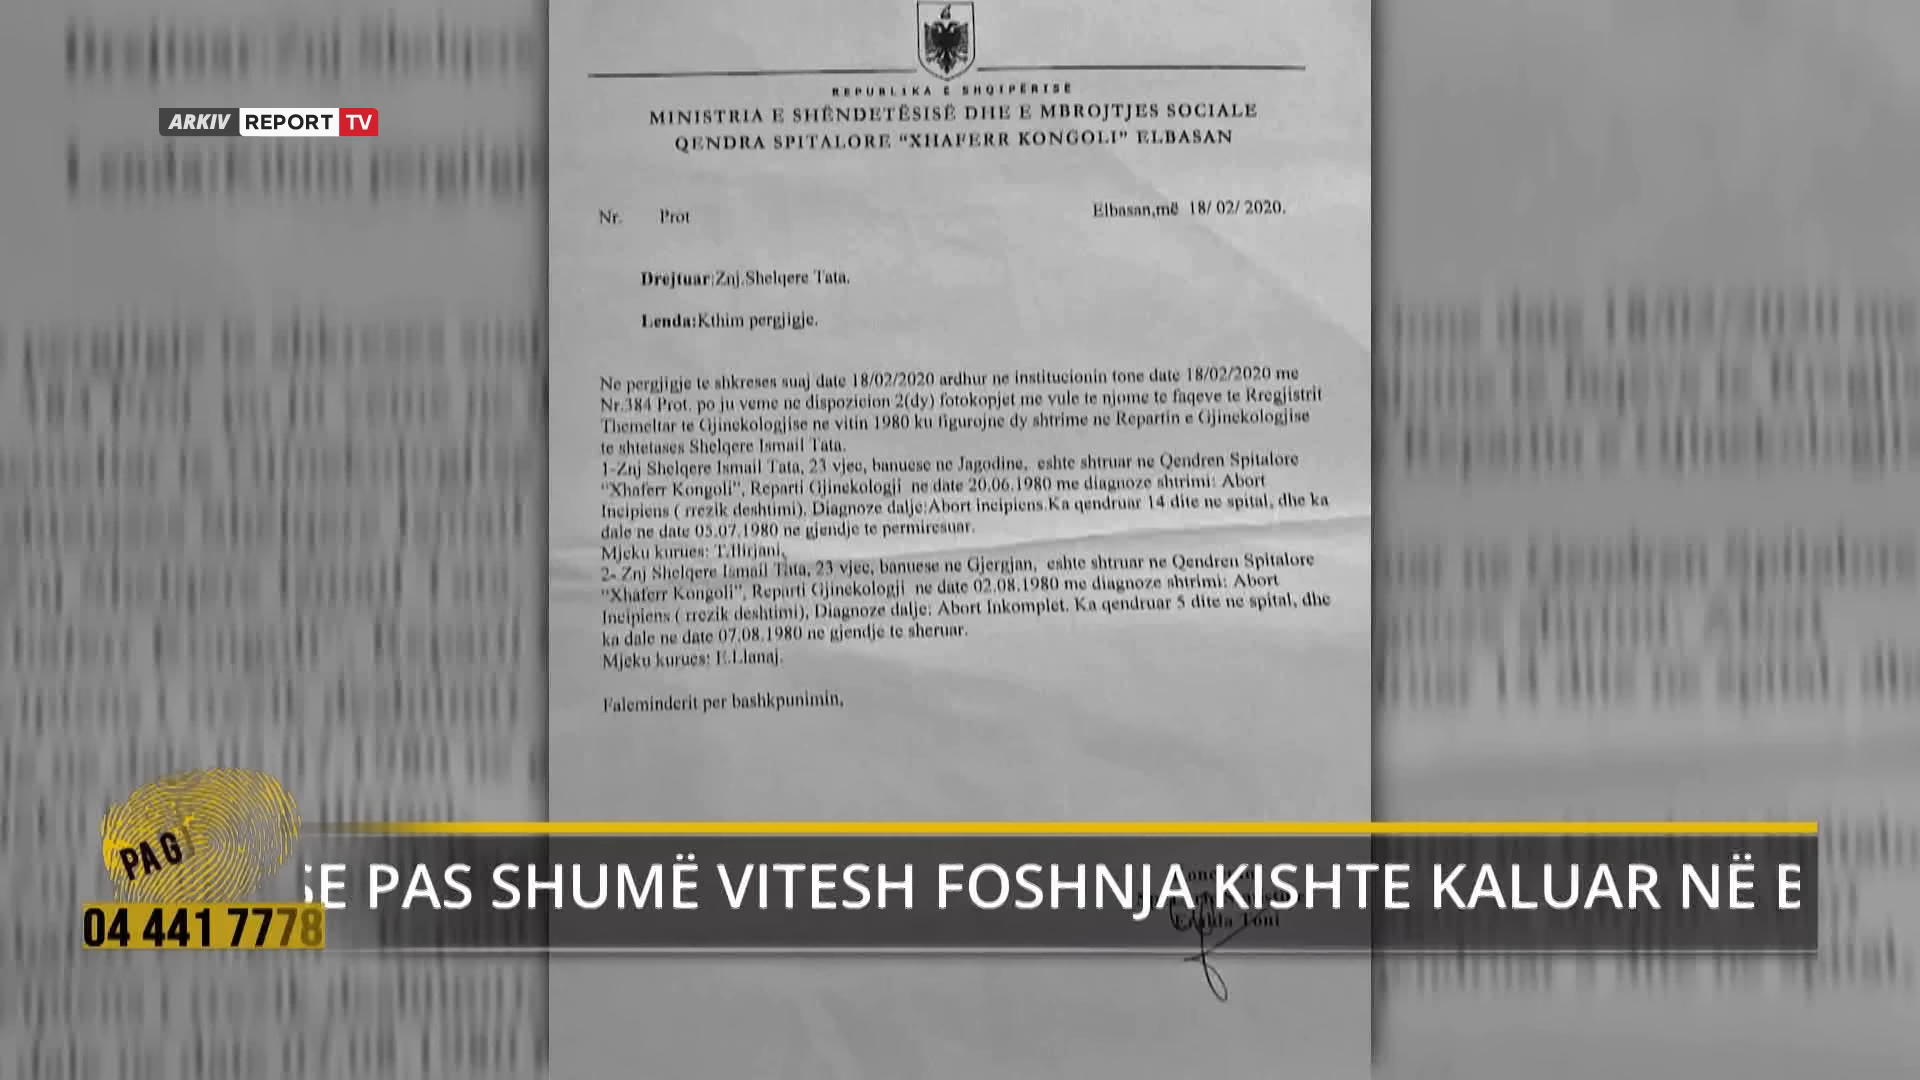 ARKIV REPORT TV
REPUBLIKA E SHQIPËRISË
MINISTRIA E SHËNDETËSISË DHE E MBROJTJES SOCIALE
QENDRA SPITALORE "XHAFERR KONGOLI" ELBASAN
Nr. Prot
Elbasan,më 18/ 02/ 2020.
Drejtuar:Znj.Shelqere Tata.
Lenda:Kthim pergjigje.
Ne pergjigje te shkreses suaj date 18/02/2020 ardhur ne institucionin tone date 18/02/2020 me
Nr.384 Prot. po ju veme ne dispozicion 2(dy) fotokopjet me vule te njome te faqeve te Rregjistrit
Themeltar te Gjinekologjise ne vitin 1980 ku figurojne dy shtrime ne Repartin e Gjinekologjise
te shtetases Shelqere Ismail Tata.
1-Znj Shelqere Ismail Tata, 23 vjec, banuese ne Jagodine, eshte shtruar ne Qendren Spitalore
"Xhaferr Kongoli", Reparti Gjinekologji ne date 20.06.1980 me diagnoze shtrimi: Abort
Incipiens ( rrezik deshtimi). Diagnoze dalje:Abort incipiens.Ka qendruar 14 dite ne spital, dhe ka
dale ne date 05.07.1980 ne gjendje te permiresuar.
Mjeku kurues: T.Hirjani.
2- Znj Shelqere Ismail Tata, 23 vjec, banuese ne Gjergjan, eshte shtruar ne Qendren Spitalore
"Xhaferr Kongoli", Reparti Gjinekologji ne date 02.08.1980 me diagnoze shtrimi: Abort
Incipiens ( rrezik deshtimi), Diagnoze dalje: Abort Inkomplet. Ka qendruar 5 dite ne spital, dhe
ka dale ne date 07.08.1980 ne gjendje te sheruar.
Mjeku kurues: E.Llanaj.
Faleminderit per bashkpunimin,
PAG
SE PAS SHUMË VITESH FOSHNJA KISHTE KALUAR NË
Toni
04 441 7778